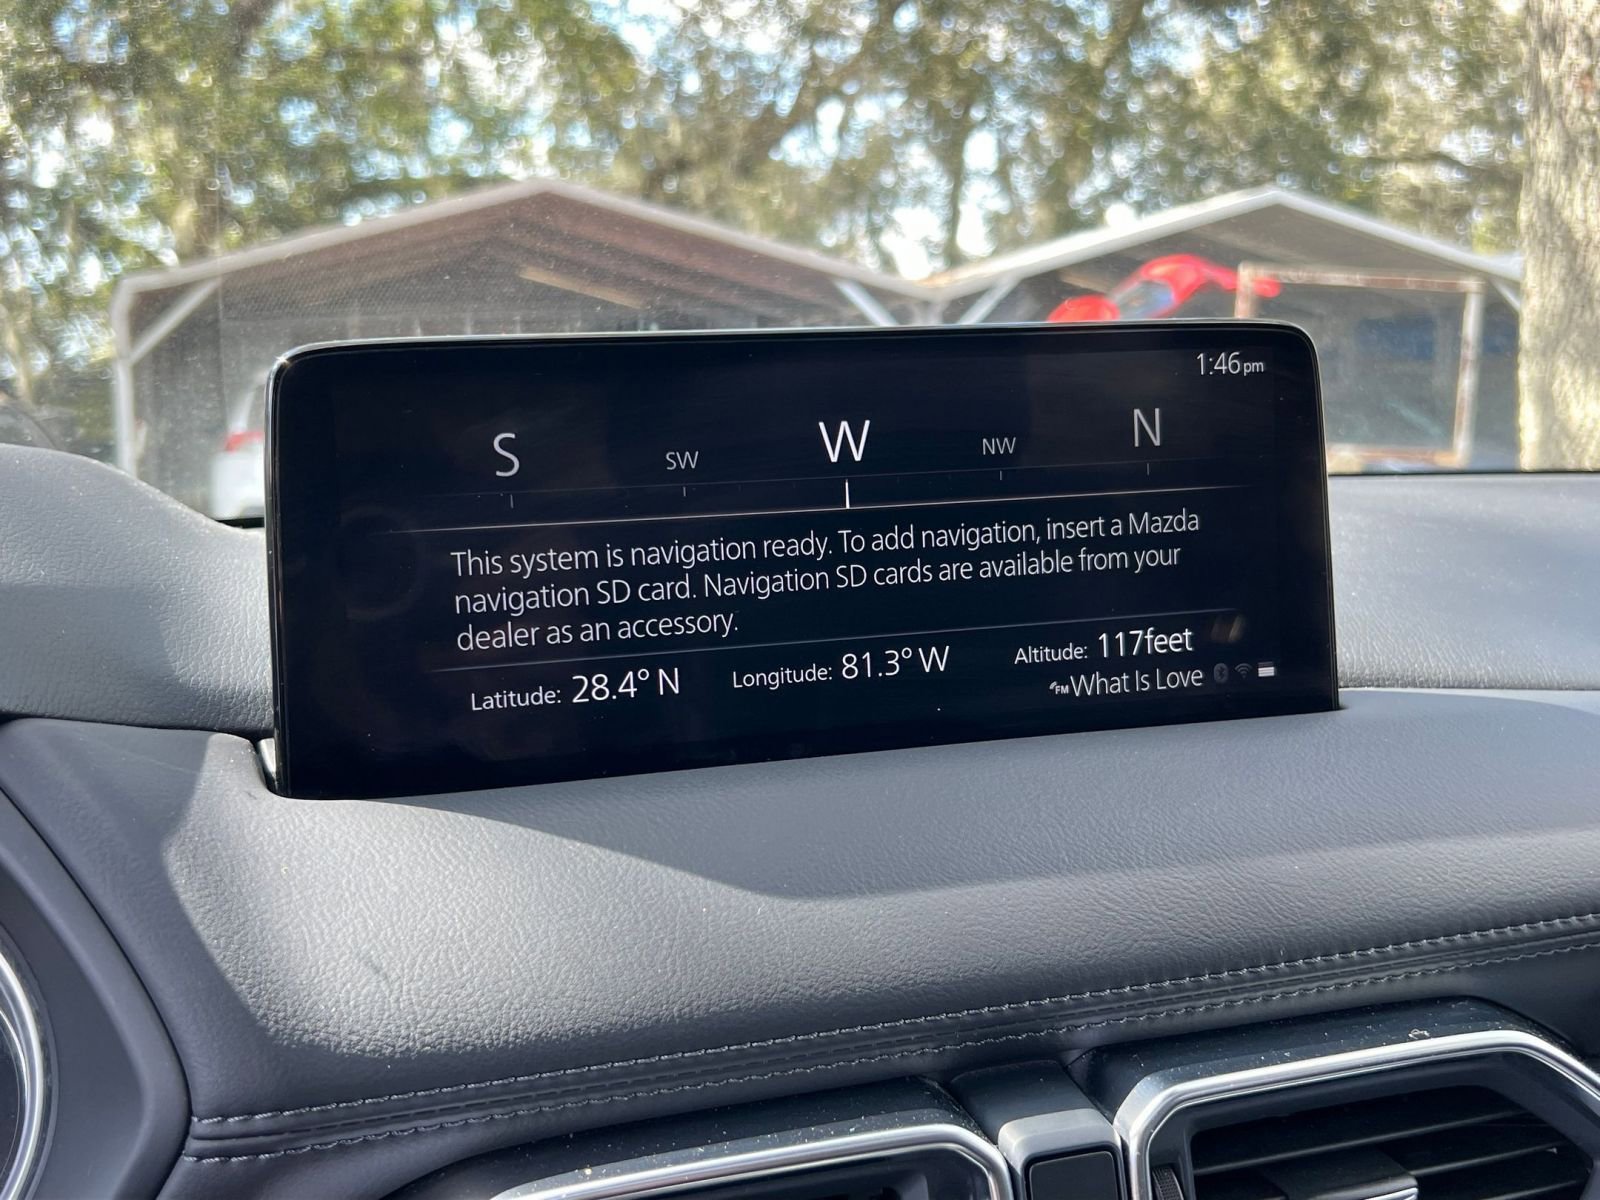 1:46pm
S SW W NW N
This system is navigation ready. To add navigation, insert a Mazda
navigation SD card. Navigation SD cards are available from your
dealer as an accessory.
Latitude: 28.4° N Longitude: 81.3° W Altitude: 117feet
FM What Is Love